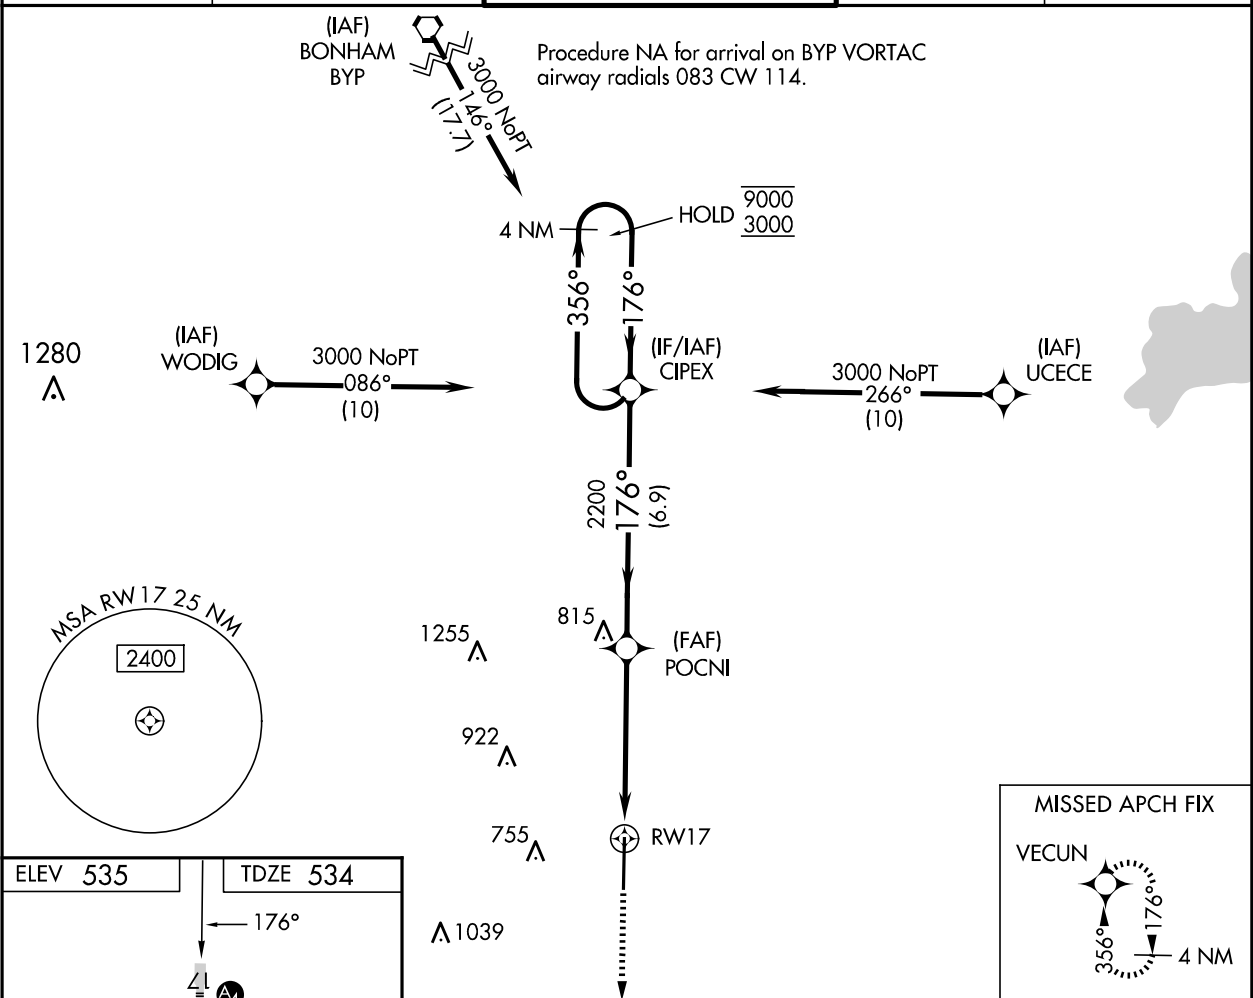 (IAF)
BONHAM
BYP
Procedure NA for arrival on BYP VORTAC
airway radials 083 CW 114.
3000 NoPT
146°
(17.7)
4 NM
HOLD
9000
3000
356°
176°
(IAF)
WODIG
1280
3000 NoPT
086°
(10)
(IF/IAF)
CIPEX
3000 NoPT
266°
(10)
(IAF)
UCECE
2200
176°
(6.9)
MSA RW17 25 NM
2400
1255
815
(FAF)
POCNI
922
755
RW17
1039
MISSED APCH FIX
VECUN
356°
176°
4 NM
ELEV 535
TDZE 534
176°
17
A4